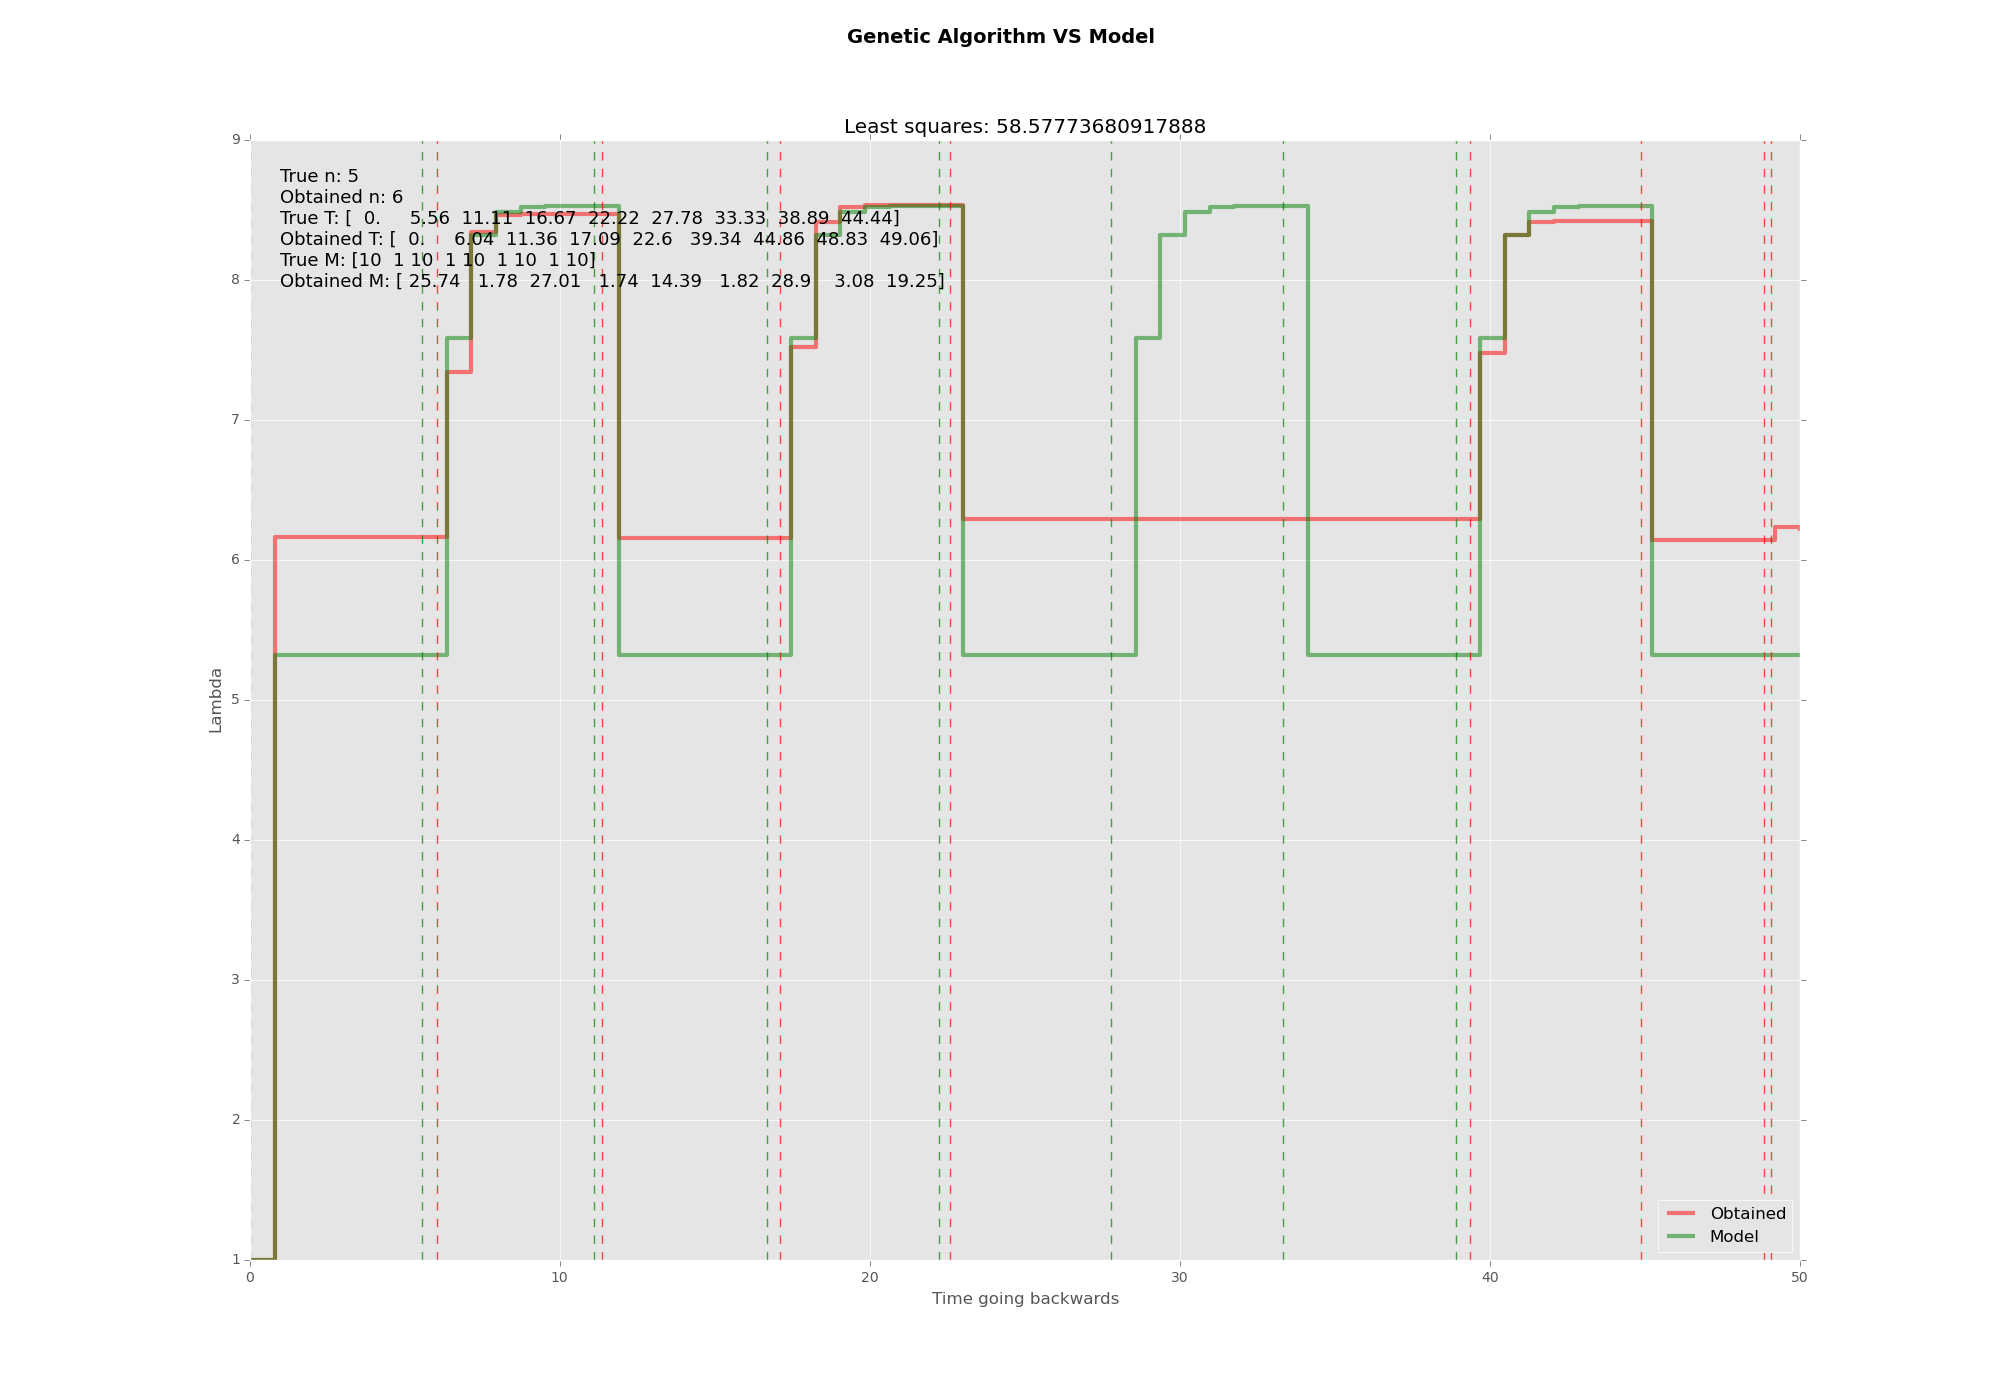 Genetic Algorithm VS Model
Least squares: 58.57773680917888
9
8
7
6
5
4
3
2
1
Lambda
True n: 5
Obtained n: 6
True T: [  0.     5.56  11.11  16.67  22.22  27.78  33.33  38.89  44.44]
Obtained T: [  0.     6.04  11.36  17.09  22.6   39.34  44.86  48.83  49.06]
True M: [10  1 10  1 10  1 10  1 10]
Obtained M: [ 25.74   1.78  27.01   1.74  14.39   1.82  28.9    3.08  19.25]
Obtained
Model
0 10 20 30 40 50
Time going backwards